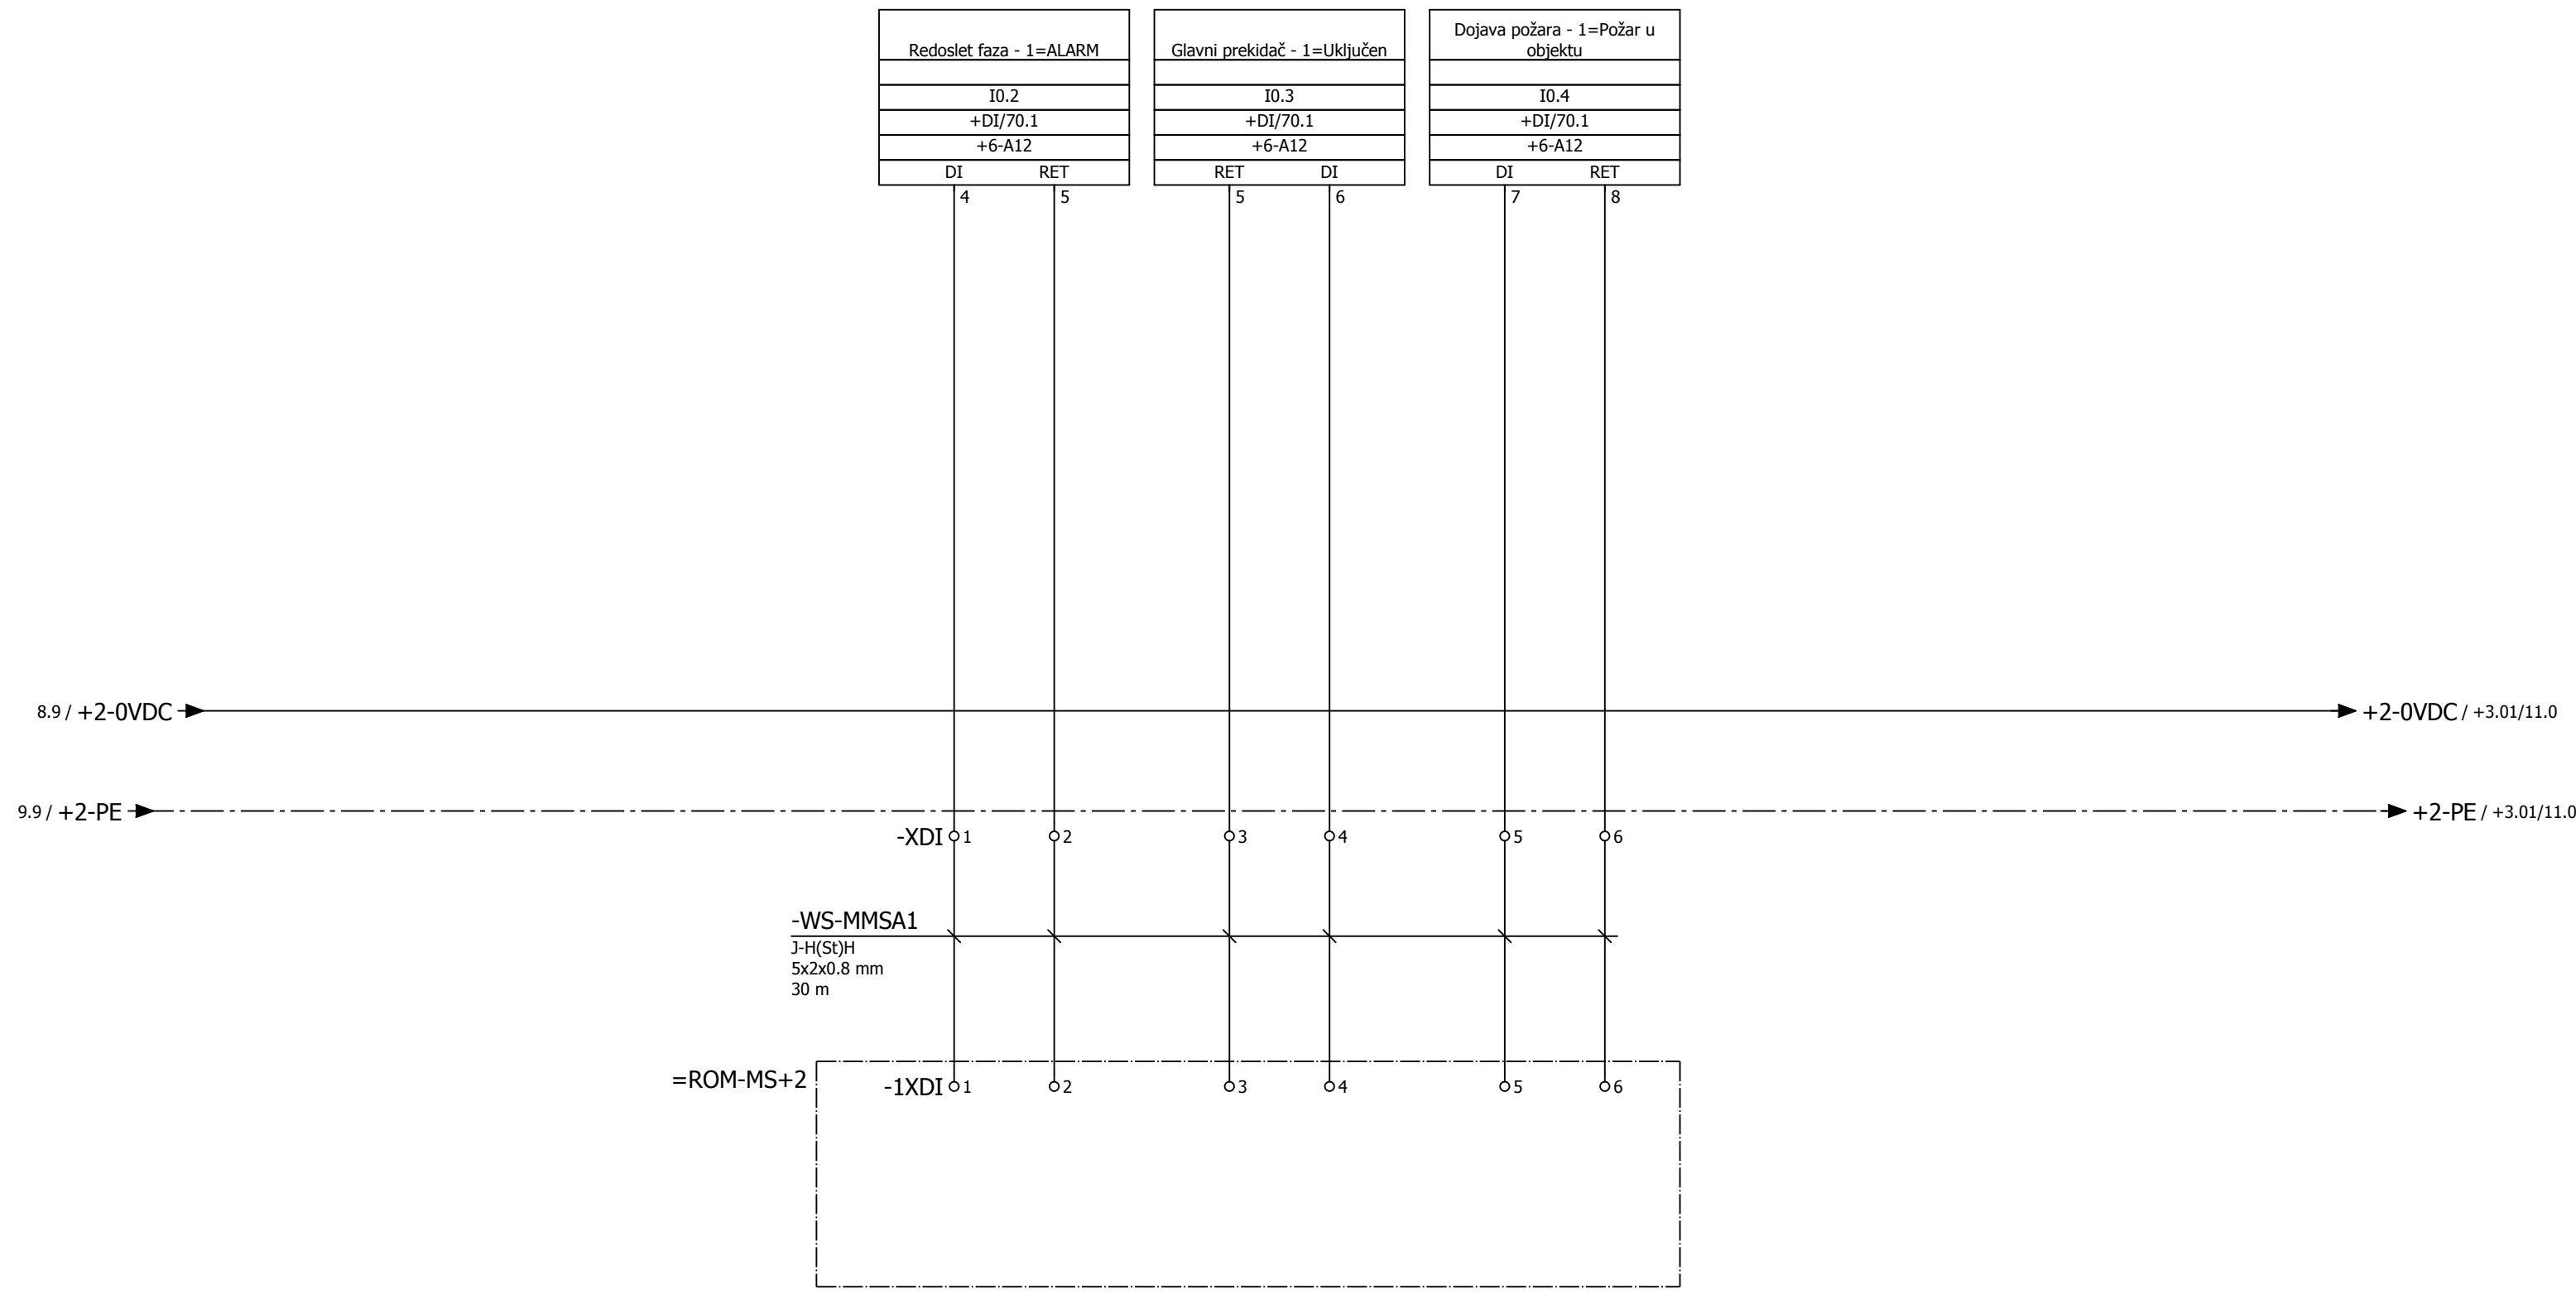 Redoslet faza - 1=ALARM
I0.2
+DI/70.1
+6-A12
DI RET
4 5
Glavni prekidač - 1=Uključen
I0.3
+DI/70.1
+6-A12
RET DI
5 6
Dojava požara - 1=Požar u
objektu
I0.4
+DI/70.1
+6-A12
DI RET
7 8
8.9 / +2-0VDC
+2-0VDC / +3.01/11.0
9.9 / +2-PE
+2-PE / +3.01/11.0
-XDI 1 2 3 4 5 6
-WS-MMSA1
J-H(St)H
5x2x0.8 mm
30 m
=ROM-MS+2
-1XDI 1 2 3 4 5 6